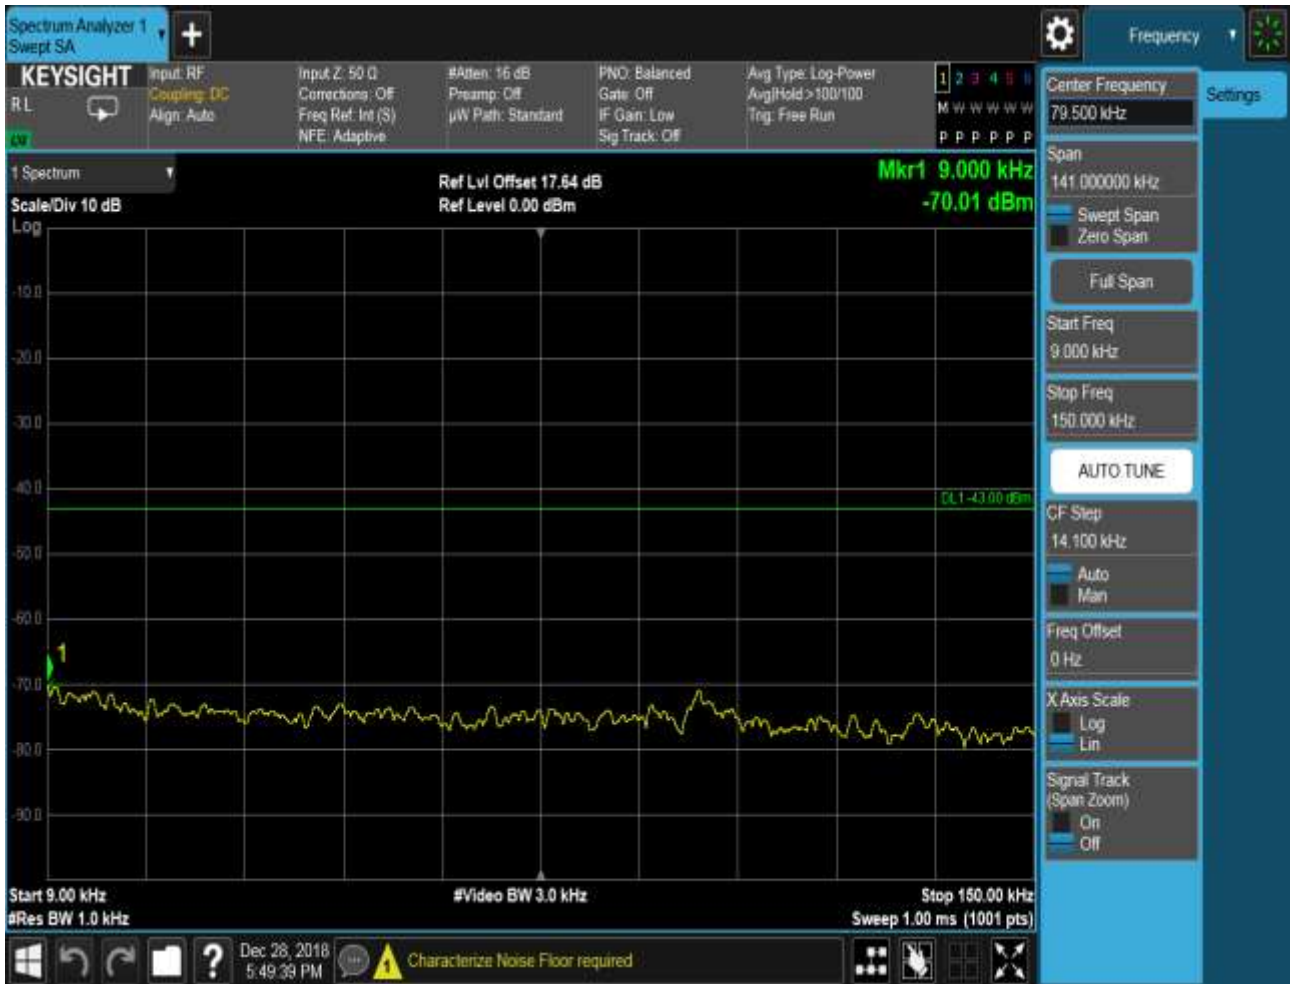 Spectrum Analyzer 1
Swept SA
Frequency
KEYSIGHT
R L
LXI
Input: RF
Coupling: DC
Align: Auto
Input Z: 50 Ω
Corrections: Off
Freq Ref: Int (S)
NFE: Adaptive
#Atten: 16 dB
Preamp: Off
µW Path: Standard
PNO: Balanced
Gate: Off
IF Gain: Low
Sig Track: Off
Avg Type: Log-Power
Avg|Hold:>100/100
Trig: Free Run
1 2 3 4 5 6
M W W W W W
P P P P P P
1 Spectrum
Scale/Div 10 dB
Log
Ref Lvl Offset 17.64 dB
Ref Level 0.00 dBm
Mkr1 9.000 kHz
-70.01 dBm
-10.0
-20.0
-30.0
-40.0
DL1 -43.00 dBm
-50.0
-60.0
1
-70.0
-80.0
-90.0
Start 9.00 kHz
#Res BW 1.0 kHz
#Video BW 3.0 kHz
Stop 150.00 kHz
Sweep 1.00 ms (1001 pts)
Center Frequency
79.500 kHz
Settings
Span
141.000000 kHz
Swept Span
Zero Span
Full Span
Start Freq
9.000 kHz
Stop Freq
150.000 kHz
AUTO TUNE
CF Step
14.100 kHz
Auto
Man
Freq Offset
0 Hz
X Axis Scale
Log
Lin
Signal Track
(Span Zoom)
On
Off
?
Dec 28, 2018
5:49:39 PM
1
Characterize Noise Floor required